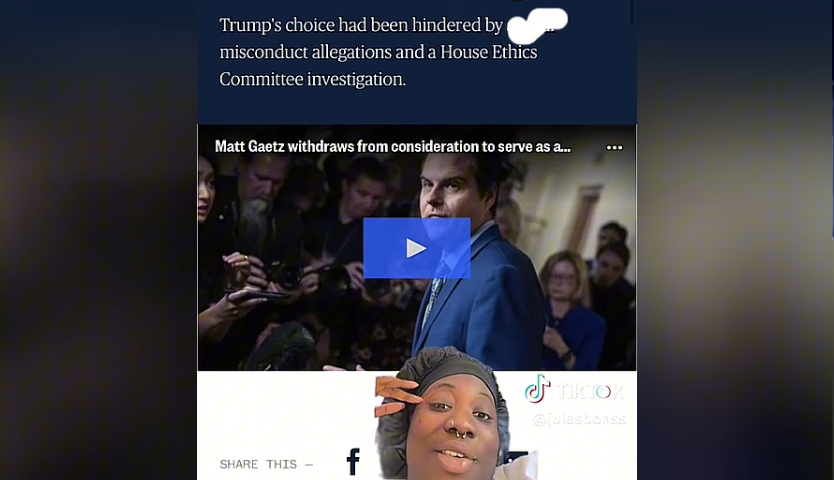 Trump's choice had been hindered by
misconduct allegations and a House Ethics
Committee investigation.
Matt Gaetz withdraws from consideration to serve as a...
TikTok
@julesbonss
SHARE THIS —